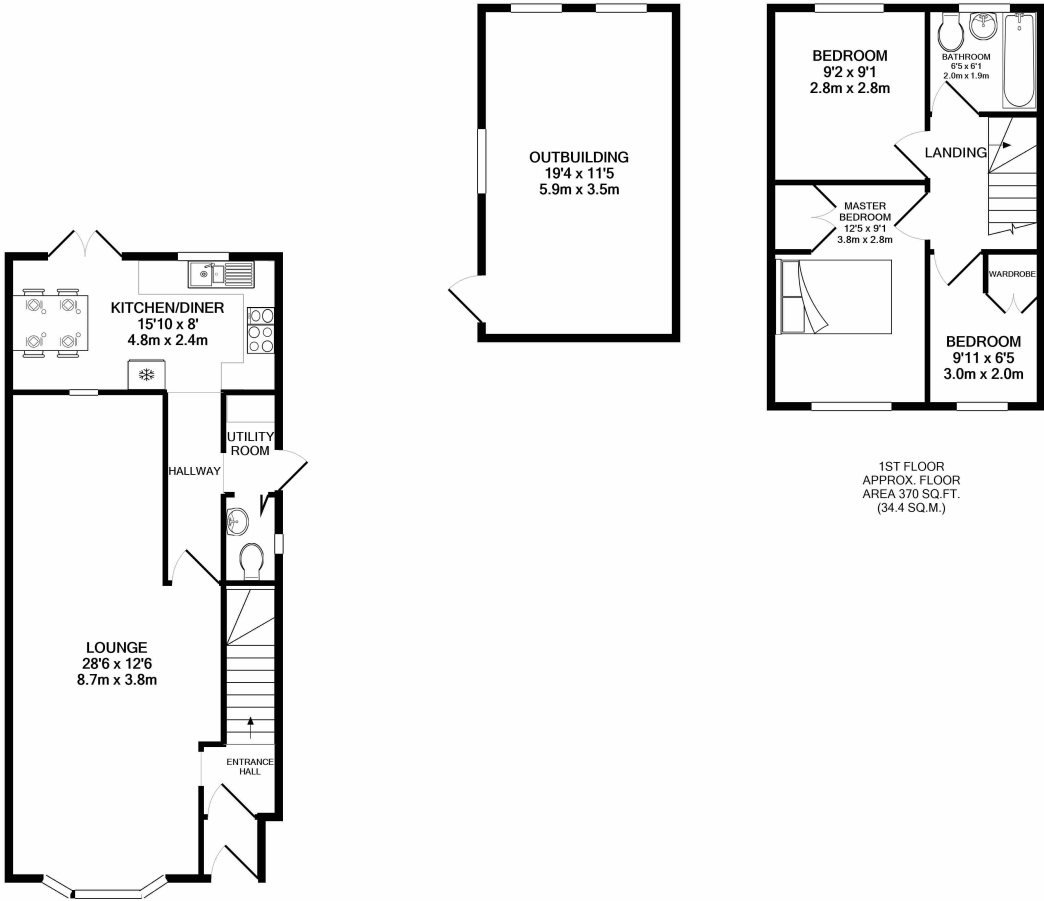 KITCHEN/DINER
15'10 x 8'
4.8m x 2.4m
UTILITY
ROOM
HALLWAY
LOUNGE
28'6 x 12'6
8.7m x 3.8m
ENTRANCE
HALL
OUTBUILDING
19'4 x 11'5
5.9m x 3.5m
BEDROOM
9'2 x 9'1
2.8m x 2.8m
BATHROOM
6'5 x 6'1
2.0m x 1.9m
LANDING
MASTER
BEDROOM
12'5 x 9'1
3.8m x 2.8m
WARDROBE
BEDROOM
9'11 x 6'5
3.0m x 2.0m
1ST FLOOR
APPROX. FLOOR
AREA 370 SQ.FT.
(34.4 SQ.M.)